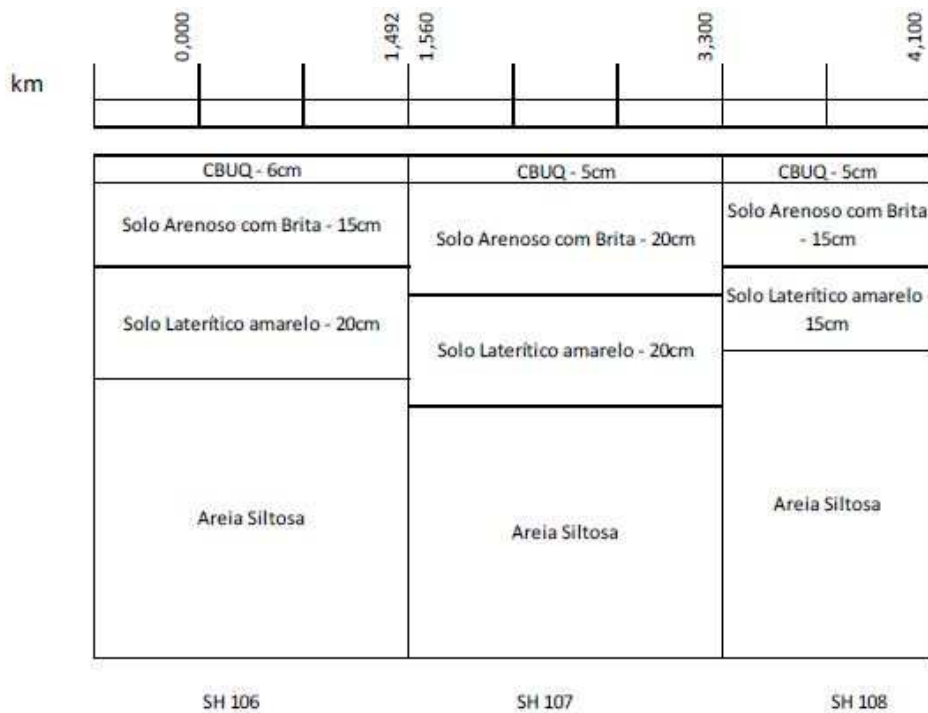 0,000
1,492
1,560
3,300
4,100
km
CBUQ - 6cm
CBUQ - 5cm
CBUQ - 5cm
Solo Arenoso com Brita - 15cm
Solo Arenoso com Brita - 20cm
Solo Arenoso com Brita
- 15cm
Solo Laterítico amarelo - 20cm
Solo Laterítico amarelo - 20cm
Solo Laterítico amarelo -
15cm
Areia Siltosa
Areia Siltosa
Areia Siltosa
SH 106
SH 107
SH 108